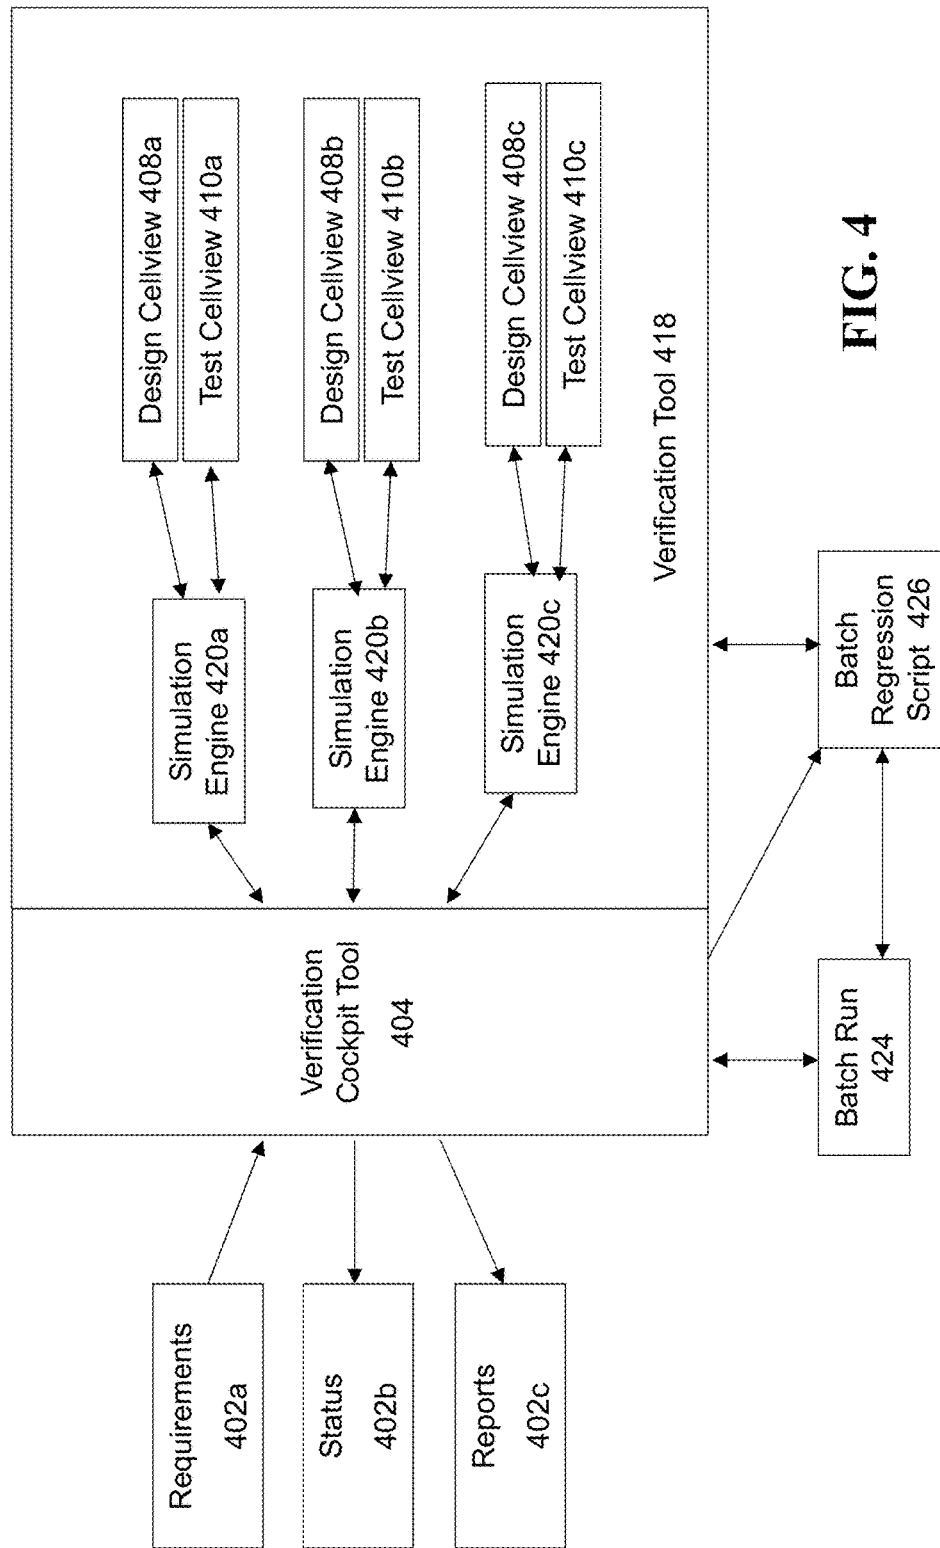 Requirements
402a
Status
402b
Reports
402c
Verification
Cockpit Tool
404
Simulation
Engine 420a
Simulation
Engine 420b
Simulation
Engine 420c
Design Cellview 408a
Test Cellview 410a
Design Cellview 408b
Test Cellview 410b
Design Cellview 408c
Test Cellview 410c
Verification Tool 418
Batch Run
424
Batch
Regression
Script 426
FIG. 4